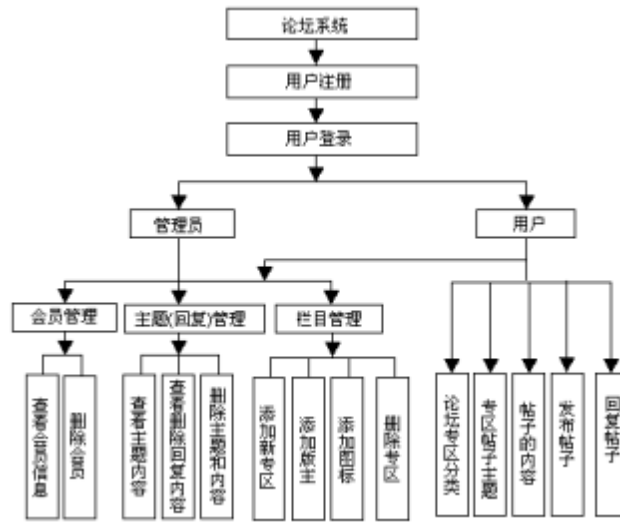 论坛系统
用户注册
用户登录
管理员
用户
会员管理
主题(回复)管理
栏目管理
查看会员信息
删除会员
查看主题内容
查看删除回复内容
删除主题和内容
添加新专区
添加版主
添加图标
删除专区
论坛专区分类
专区帖子主题
帖子的内容
发布帖子
回复帖子